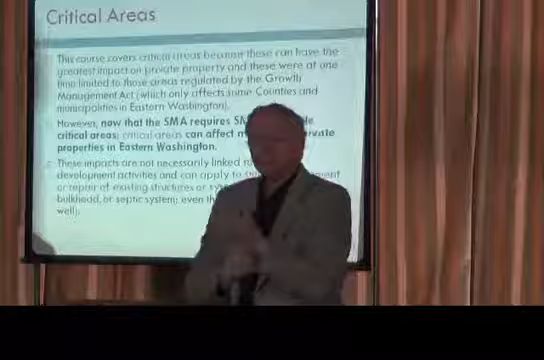 Critical Areas
This course covers critical areas because these can have the
greatest impact on private property and these were at one
time limited to those areas regulated by the Growth
Management Act (which only affects some Counties and
municipalities in Eastern Washington).
However, now that the SMA requires
critical areas; critical areas can affect
properties in Eastern Washington.
These impacts are not necessarily linked
development activities and can apply to
or repair of existing structures or
bulkhead, or septic system; even
well).